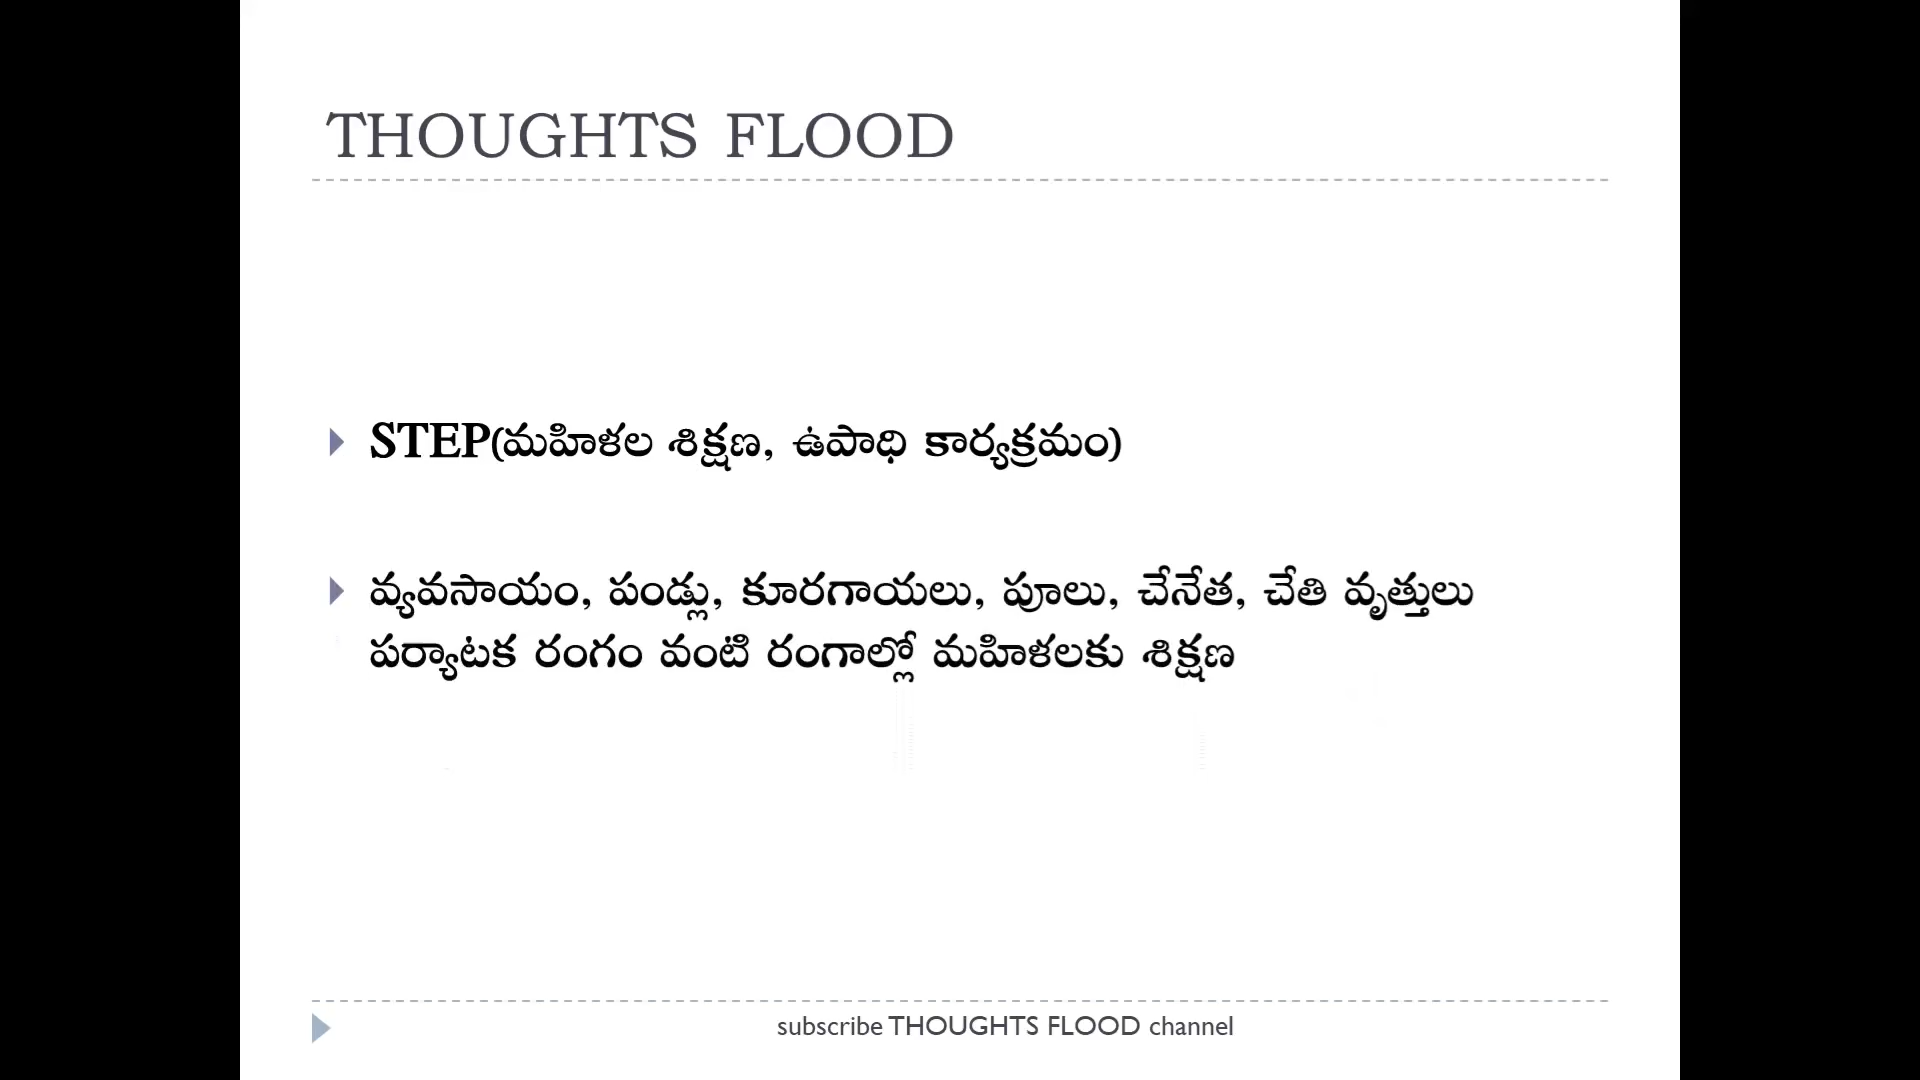 THOUGHTS FLOOD
STEP(మహిళల శిక్షణ, ఉపాధి కార్యక్రమం)
వ్యవసాయం, పండ్లు, కూరగాయలు, పూలు, చేనేత, చేతి వృత్తులు
పర్యాటక రంగం వంటి రంగాల్లో మహిళలకు శిక్షణ
subscribe THOUGHTS FLOOD channel